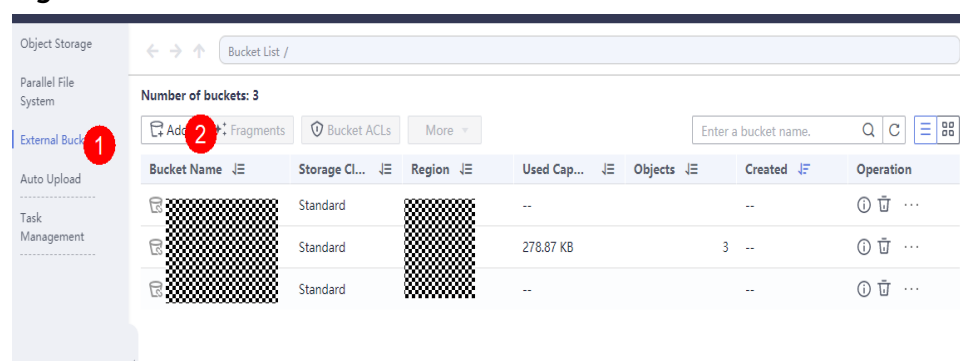 Object Storage
Bucket List /
Parallel File
System
Number of buckets: 3
External Buck
1
Add
2
Fragments
Bucket ACLs
More
Enter a bucket name.
Auto Upload
Bucket Name
Storage Cl...
Region
Used Cap...
Objects
Created
Operation
Task
Management
Standard -- --
Standard 278.87 KB 3 --
Standard -- --